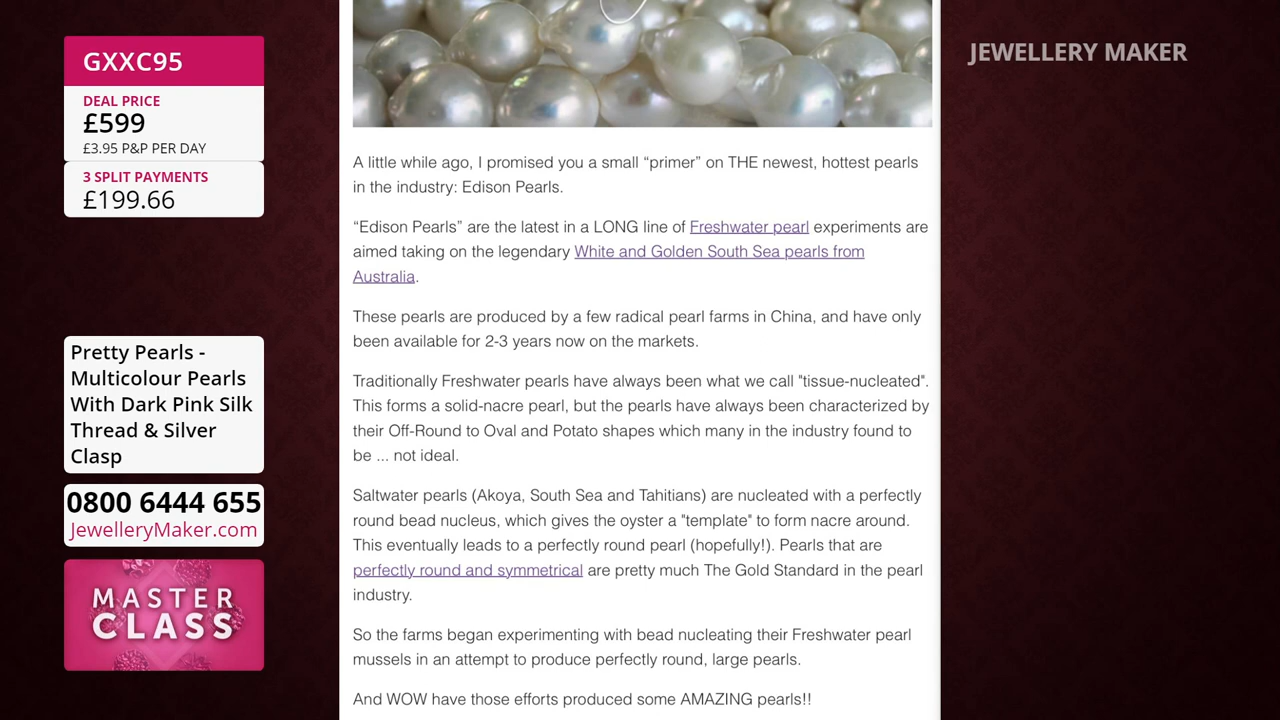 GXXC95
DEAL PRICE
£599
£3.95 P&P PER DAY
3 SPLIT PAYMENTS
£199.66
Pretty Pearls -
Multicolour Pearls
With Dark Pink Silk
Thread & Silver
Clasp
0800 6444 655
JewelleryMaker.com
MASTER
CLASS
A little while ago, I promised you a small “primer” on THE newest, hottest pearls
in the industry: Edison Pearls.
“Edison Pearls” are the latest in a LONG line of Freshwater pearl experiments are
aimed taking on the legendary White and Golden South Sea pearls from
Australia.
These pearls are produced by a few radical pearl farms in China, and have only
been available for 2-3 years now on the markets.
Traditionally Freshwater pearls have always been what we call "tissue-nucleated".
This forms a solid-nacre pearl, but the pearls have always been characterized by
their Off-Round to Oval and Potato shapes which many in the industry found to
be ... not ideal.
Saltwater pearls (Akoya, South Sea and Tahitians) are nucleated with a perfectly
round bead nucleus, which gives the oyster a "template" to form nacre around.
This eventually leads to a perfectly round pearl (hopefully!). Pearls that are
perfectly round and symmetrical are pretty much The Gold Standard in the pearl
industry.
So the farms began experimenting with bead nucleating their Freshwater pearl
mussels in an attempt to produce perfectly round, large pearls.
And WOW have those efforts produced some AMAZING pearls!!
JEWELLERY MAKER